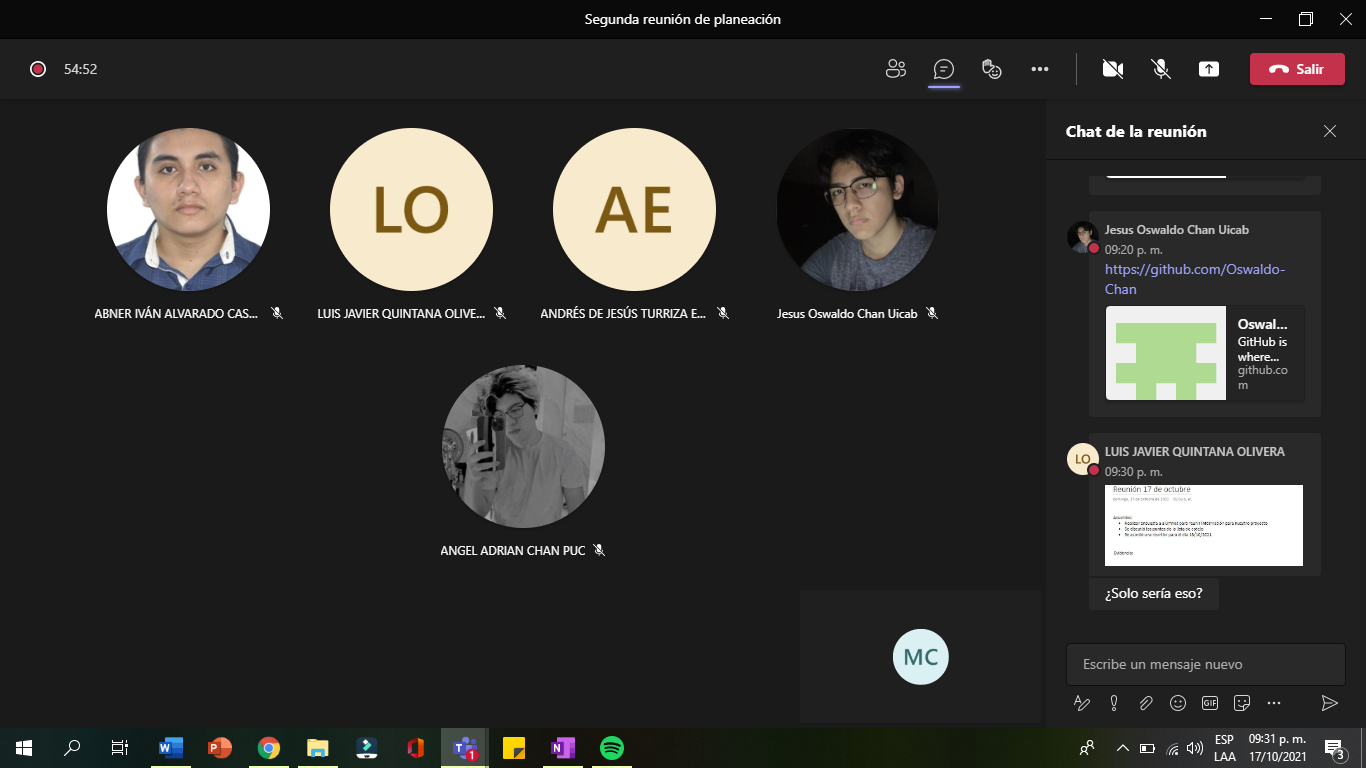 Segunda reunión de planeación
54:52
Salir
LO
AE
ABNER IVÁN ALVARADO CAS...
LUIS JAVIER QUINTANA OLIVE...
ANDRÉS DE JESÚS TURRIZA E...
Jesus Oswaldo Chan Uicab
ANGEL ADRIAN CHAN PUC
MC
Chat de la reunión
Jesus Oswaldo Chan Uicab
09:20 p. m.
https://github.com/Oswaldo-
Chan
Oswal...
GitHub is
where...
github.co
m
LO
LUIS JAVIER QUINTANA OLIVERA
09:30 p. m.
Reunión 17 de octubre
Evidencia:
¿Solo sería eso?
Escribe un mensaje nuevo
GIF
W
P
T
1
N
ESP
LAA
09:31 p. m.
17/10/2021
3